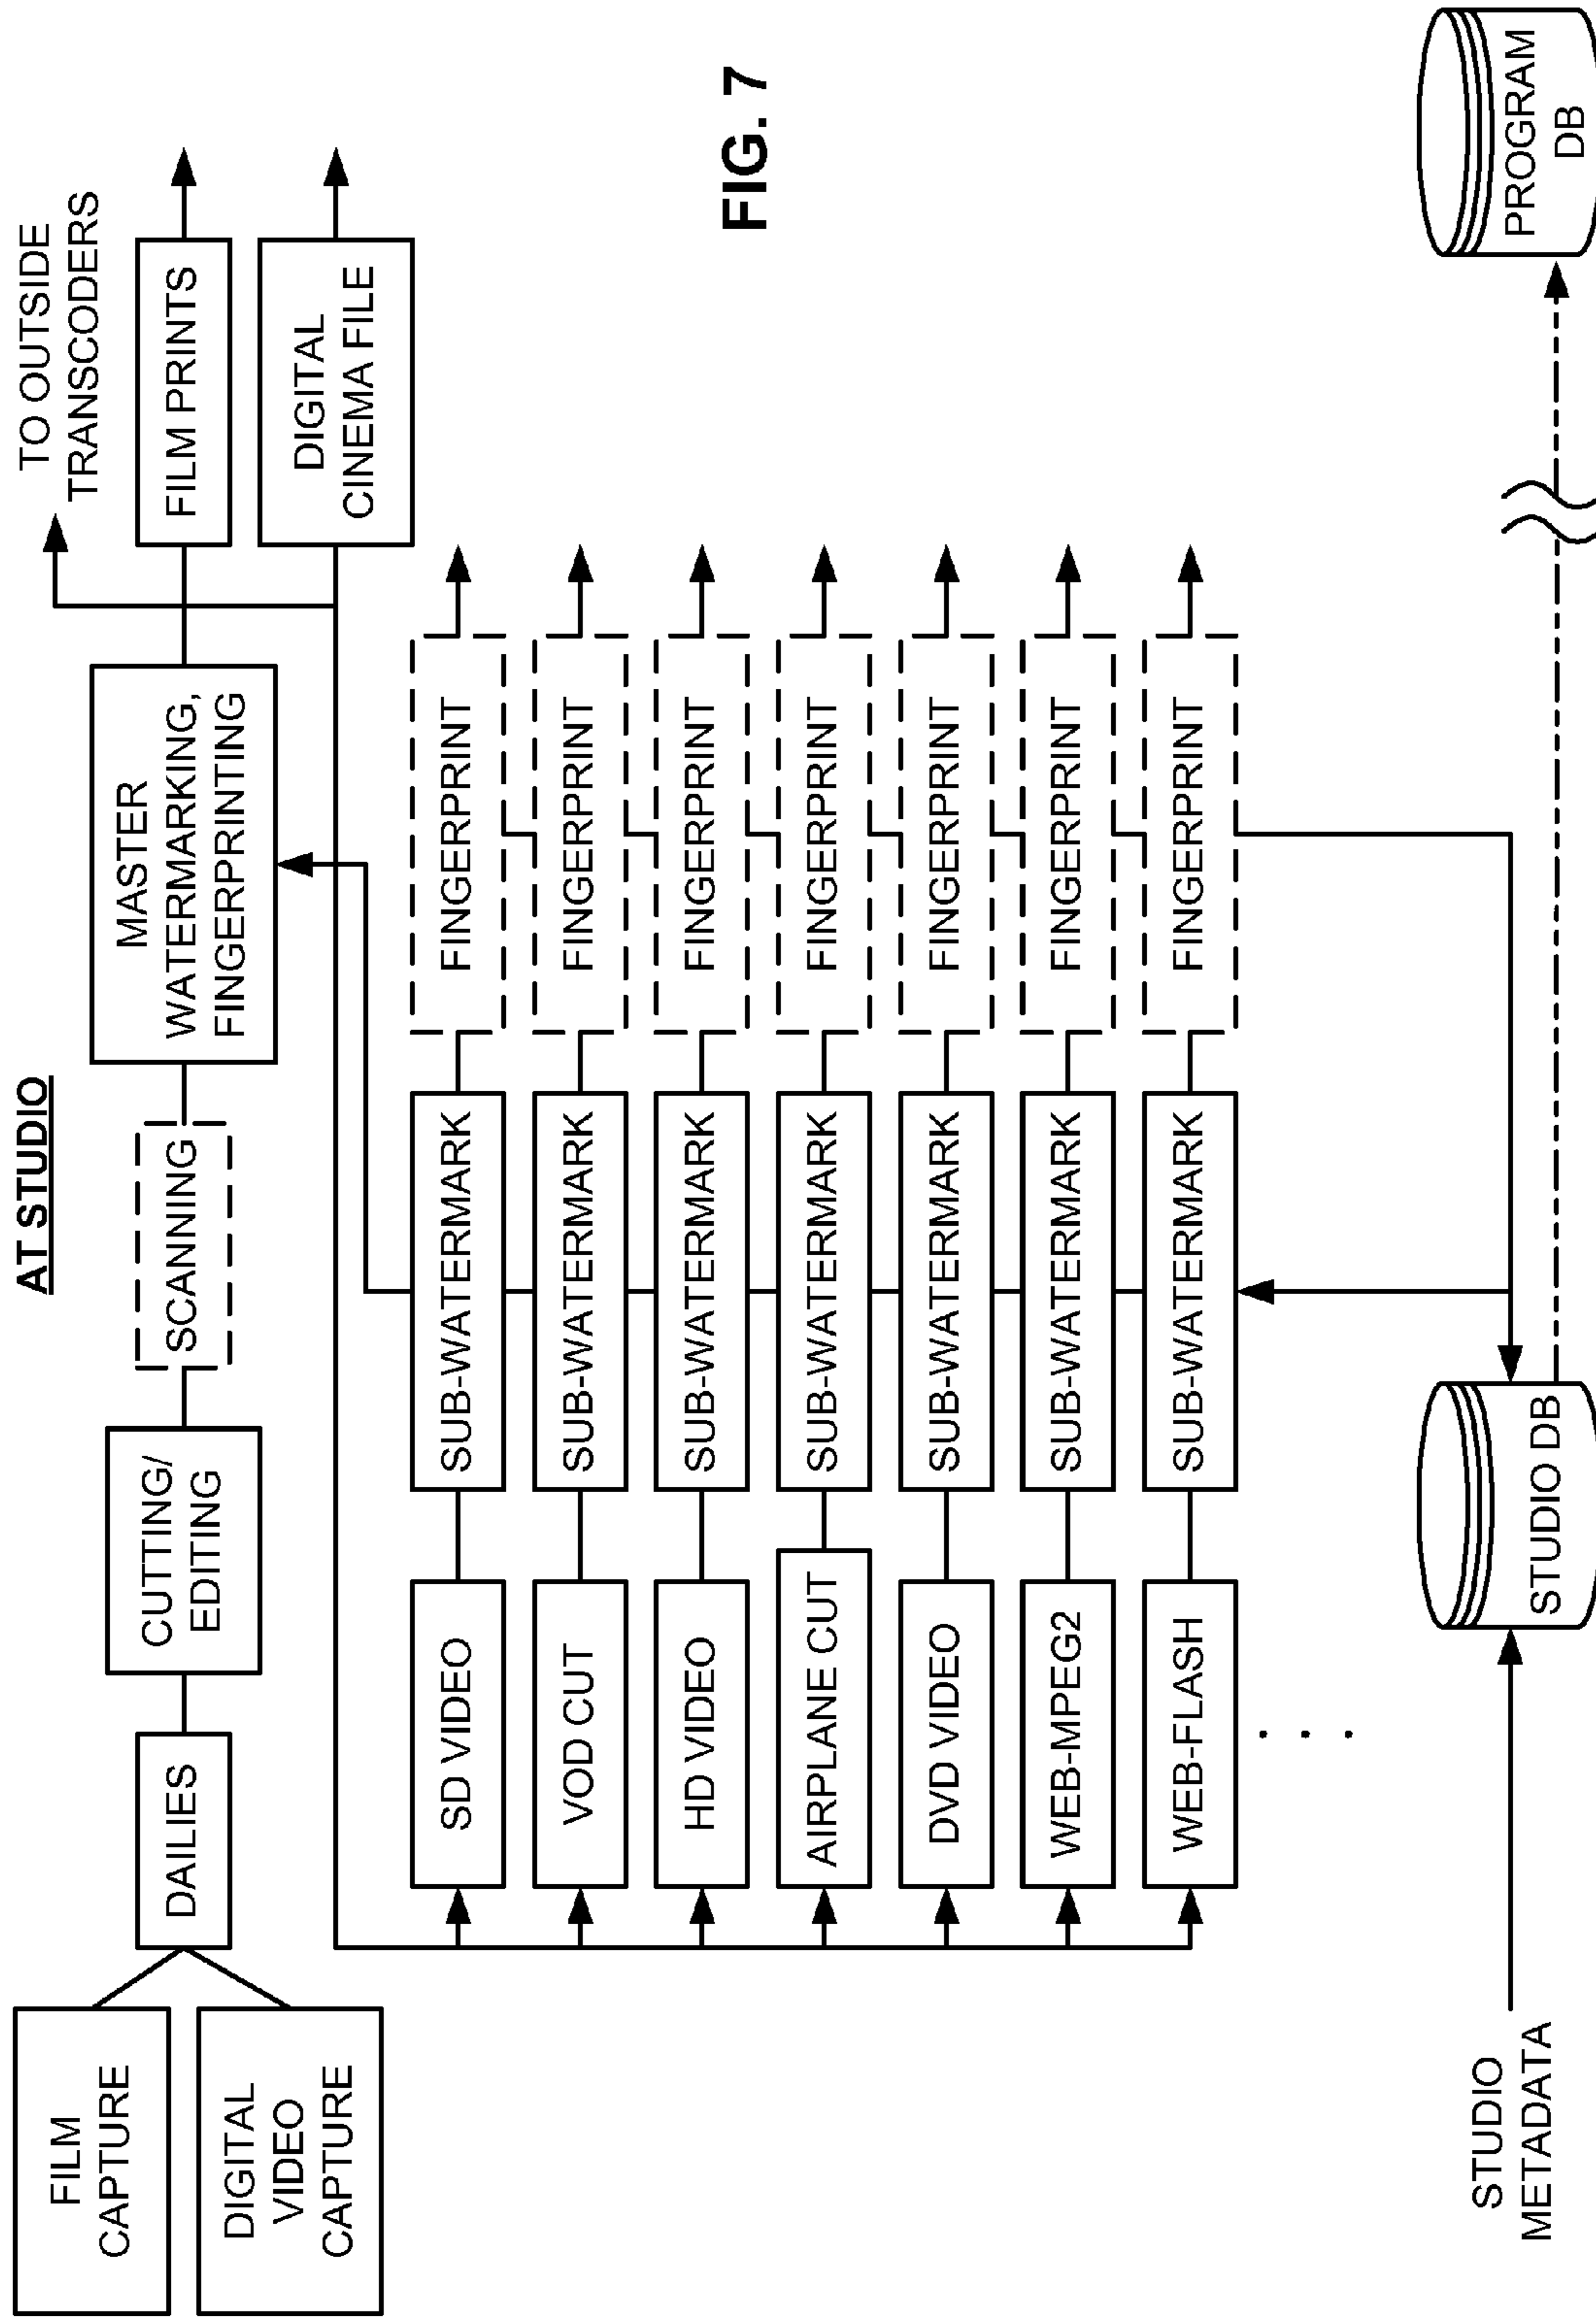 AT STUDIO
FILM
CAPTURE
DIGITAL
VIDEO
CAPTURE
DAILIES
CUTTING/
EDITING
SCANNING
MASTER
WATERMARKING,
FINGERPRINTING
TO OUTSIDE
TRANSCODERS
FILM PRINTS
DIGITAL
CINEMA FILE
SD VIDEO
SUB-WATERMARK
FINGERPRINT
VOD CUT
SUB-WATERMARK
FINGERPRINT
HD VIDEO
SUB-WATERMARK
FINGERPRINT
AIRPLANE CUT
SUB-WATERMARK
FINGERPRINT
DVD VIDEO
SUB-WATERMARK
FINGERPRINT
WEB-MPEG2
SUB-WATERMARK
FINGERPRINT
WEB-FLASH
SUB-WATERMARK
FINGERPRINT
. . .
FIG. 7
STUDIO
METADATA
STUDIO DB
PROGRAM
DB